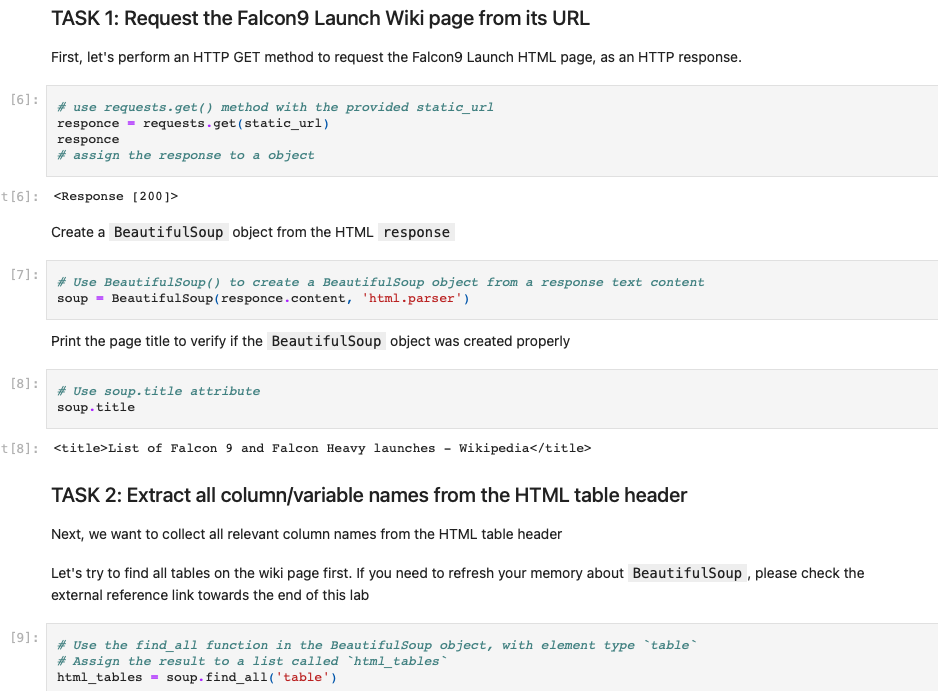 TASK 1: Request the Falcon9 Launch Wiki page from its URL
First, let's perform an HTTP GET method to request the Falcon9 Launch HTML page, as an HTTP response.
[6]:
# use requests.get() method with the provided static_url
responce = requests.get(static_url)
responce
# assign the response to a object
t[6]: <Response [200]>
Create a BeautifulSoup object from the HTML response
[7]:
# Use BeautifulSoup() to create a BeautifulSoup object from a response text content
soup = BeautifulSoup(responce.content, 'html.parser')
Print the page title to verify if the BeautifulSoup object was created properly
[8]:
# Use soup.title attribute
soup.title
t[8]: <title>List of Falcon 9 and Falcon Heavy launches - Wikipedia</title>
TASK 2: Extract all column/variable names from the HTML table header
Next, we want to collect all relevant column names from the HTML table header
Let's try to find all tables on the wiki page first. If you need to refresh your memory about BeautifulSoup, please check the
external reference link towards the end of this lab
[9]:
# Use the find_all function in the BeautifulSoup object, with element type `table`
# Assign the result to a list called `html_tables`
html_tables = soup.find_all('table')